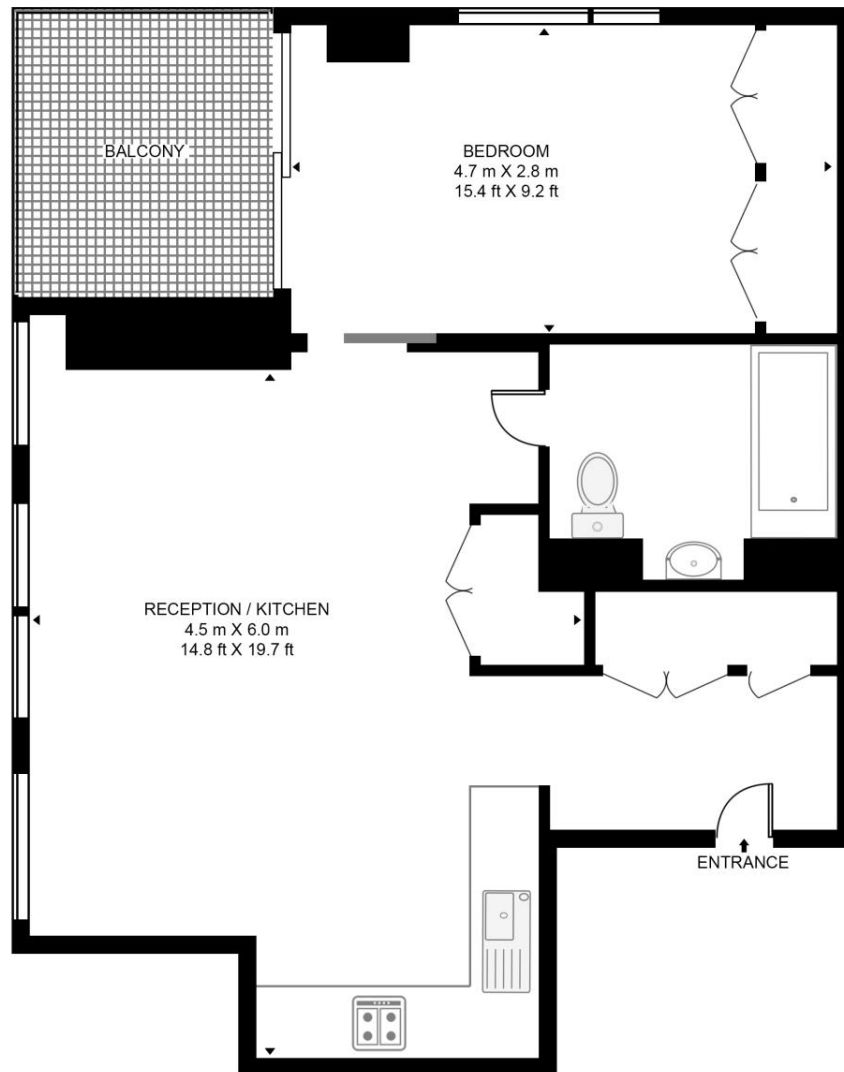 BALCONY
BEDROOM
4.7 m X 2.8 m
15.4 ft X 9.2 ft
RECEPTION / KITCHEN
4.5 m X 6.0 m
14.8 ft X 19.7 ft
ENTRANCE